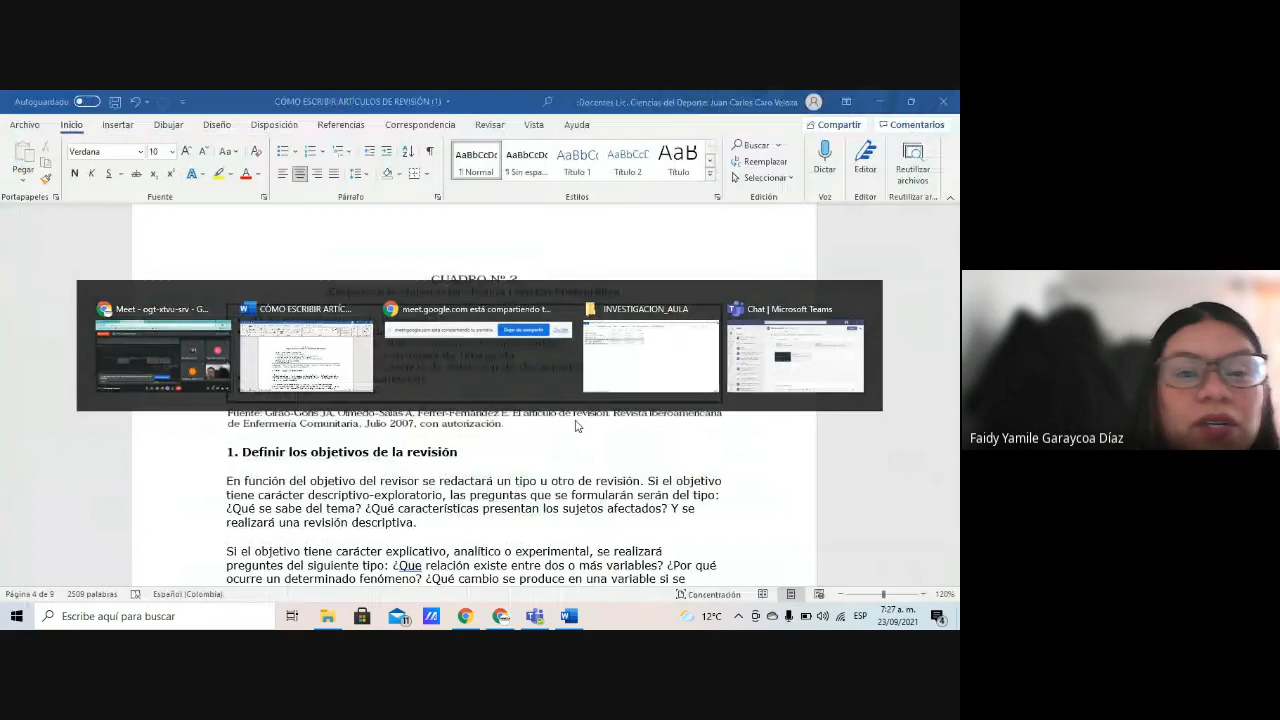 Autoguardado
CÓMO ESCRIBIR ARTÍCULOS DE REVISIÓN (1)
:Docentes Lic. Ciencias del Deporte: Juan Carlos Caro Veloza
Archivo Inicio Insertar Dibujar Diseño Disposición Referencias Correspondencia Revisar Vista Ayuda
Compartir Comentarios
Pegar
Verdana 10
N K S
AaBbCcDc AaBbCcDc AaBbCc AaBbCcD AaB
¶ Normal ¶ Sin espa... Título 1 Título 2 Título
Buscar
Reemplazar
Seleccionar
Dictar
Editor
Reutilizar archivos
Portapapeles Fuente Párrafo Estilos Edición Voz Editor Reutilizar ar...
CUADRO Nº 2
Meet - ogt-xtvu-srv - G...
CÓMO ESCRIBIR ARTÍC...
meet.google.com está compartiendo t...
INVESTIGACION_AULA
Chat | Microsoft Teams
Fuente: Girao-Goris JA, Olmedo-Salas A, Ferrer-Fernández E. El artículo de revisión. Revista Iberoamericana
de Enfermería Comunitaria, Julio 2007, con autorización.
1. Definir los objetivos de la revisión
En función del objetivo del revisor se redactará un tipo u otro de revisión. Si el objetivo
tiene carácter descriptivo-exploratorio, las preguntas que se formularán serán del tipo:
¿Qué se sabe del tema? ¿Qué características presentan los sujetos afectados? Y se
realizará una revisión descriptiva.
Si el objetivo tiene carácter explicativo, analítico o experimental, se realizará
preguntes del siguiente tipo: ¿Que relación existe entre dos o más variables? ¿Por qué
ocurre un determinado fenómeno? ¿Qué cambio se produce en una variable si se
Página 4 de 9 2509 palabras Español (Colombia)
Concentración
120%
Escribe aquí para buscar
12°C
ESP
7:27 a. m.
23/09/2021
Faidy Yamile Garaycoa Díaz